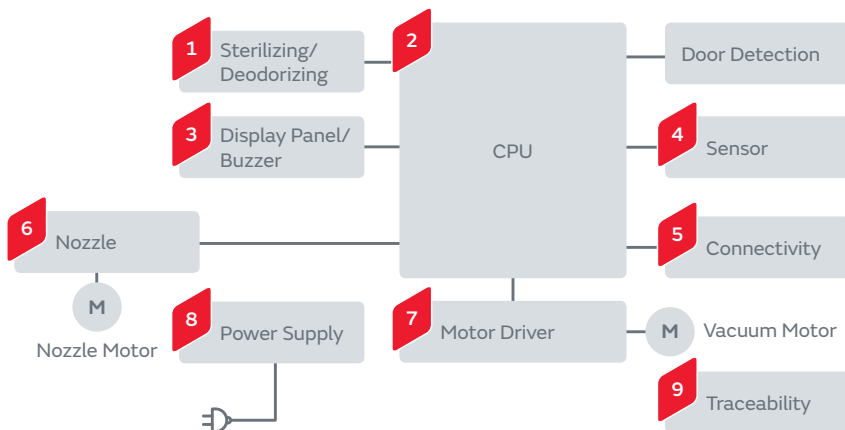 1
Sterilizing/
Deodorizing
2
CPU
Door Detection
3
Display Panel/
Buzzer
4
Sensor
5
Connectivity
6
Nozzle
M
Nozzle Motor
8
Power Supply
7
Motor Driver
M
Vacuum Motor
9
Traceability